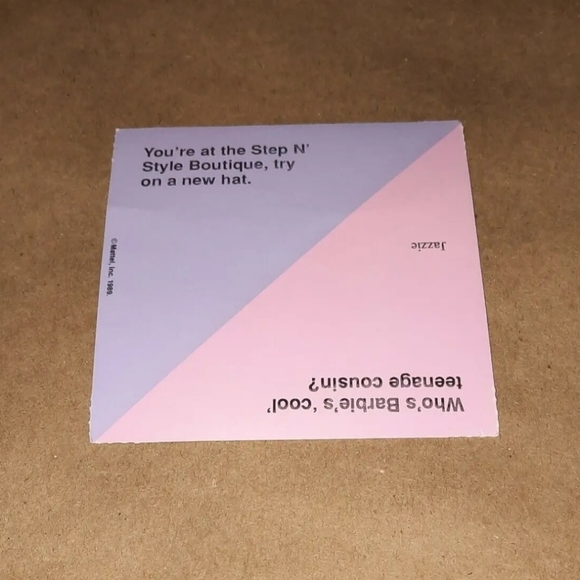 You're at the Step N'
Style Boutique, try
on a new hat.
© Mattel, Inc. 1989.
Who's Barbie's 'cool'
teenage cousin?
Jazzie